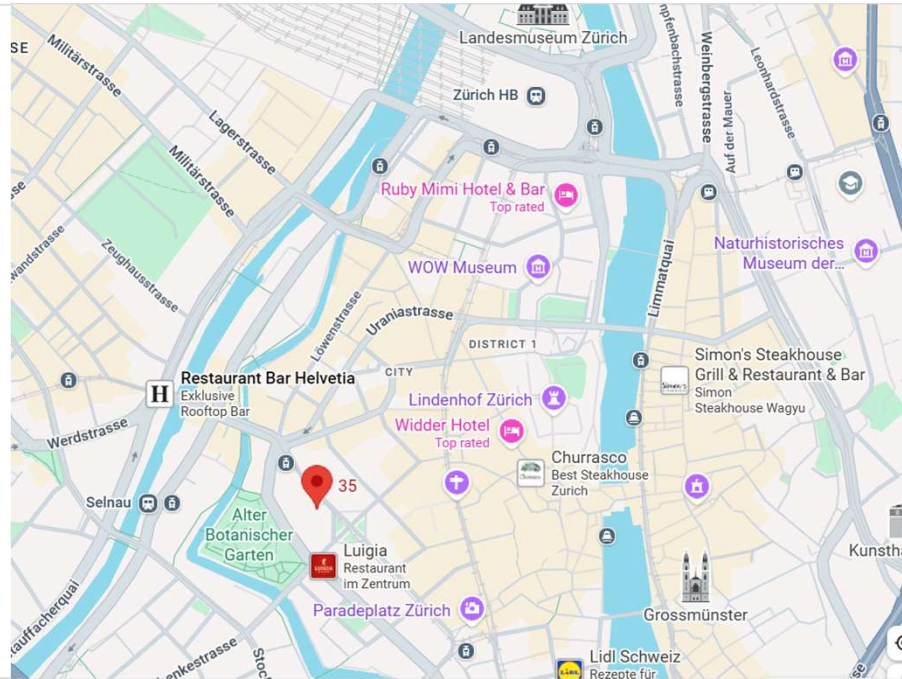 Landesmuseum Zürich
SE
Militärstrasse
Zürich HB
Lagerstrasse
Militärstrasse
Weinbergstrasse
Auf der Mauer
Leonhardstrasse
Ruby Mimi Hotel & Bar
Top rated
Zeughausstrasse
WOW Museum
Naturhistorisches
Museum der...
Limmatquai
Löwenstrasse
Uraniastrasse
DISTRICT 1
CITY
Simon's Steakhouse
Grill & Restaurant & Bar
Simon
Steakhouse Wagyu
H
Restaurant Bar Helvetia
Exklusive
Rooftop Bar
Lindenhof Zürich
Widder Hotel
Top rated
Werdstrasse
Churrasco
Best Steakhouse
Zurich
35
Selnau
Alter
Botanischer
Garten
Luigia
Restaurant
im Zentrum
Paradeplatz Zürich
Grossmünster
Kunstha
Lidl Schweiz
Rezepte für